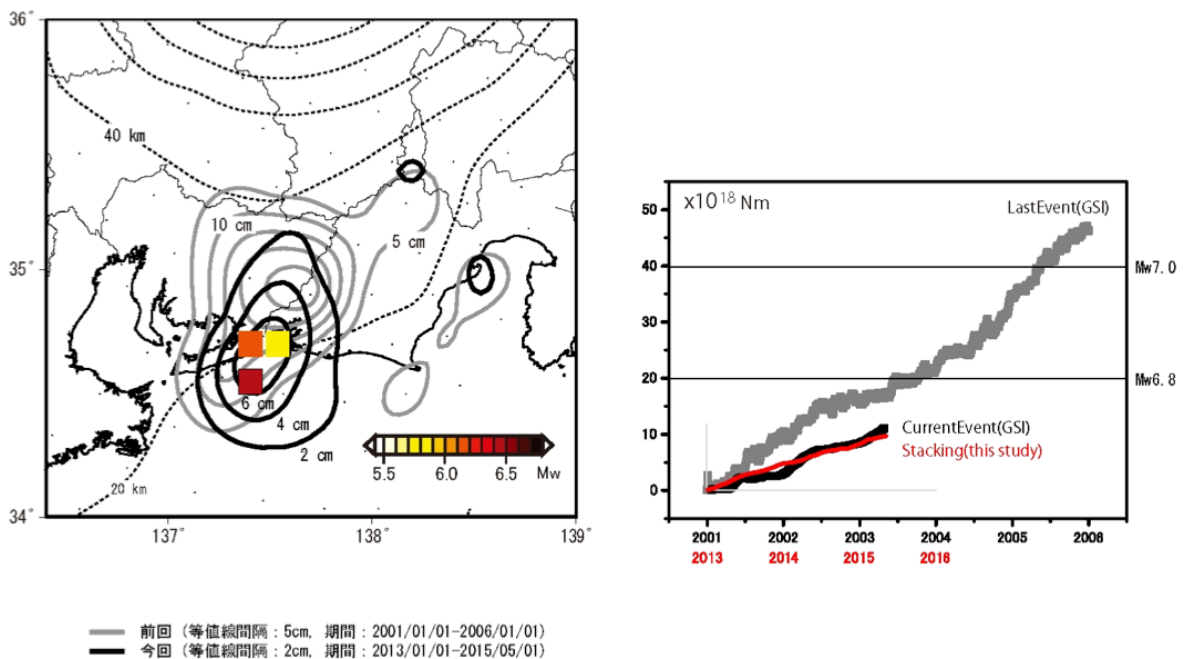 36°
40 km
10 cm
5 cm
35°
6 cm
4 cm
2 cm
5.5 6.0 6.5 Mw
20 km
34°
137° 138° 139°
前回 (等値線間隔：5cm, 期間：2001/01/01-2006/01/01)
今回 (等値線間隔：2cm, 期間：2013/01/01-2015/05/01)
x10 18 Nm
LastEvent(GSI)
50
40
Mw7.0
30
20
Mw6.8
CurrentEvent(GSI)
10
Stacking(this study)
0
2001 2002 2003 2004 2005 2006
2013 2014 2015 2016